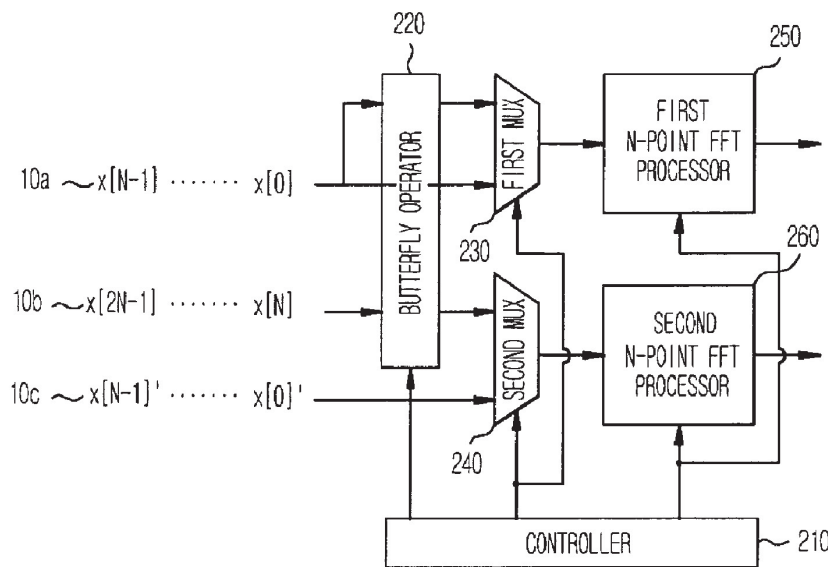 220
250
BUTTERFLY OPERATOR
FIRST MUX
FIRST
N-POINT FFT
PROCESSOR
10a x[N-1] ........ x[0]
230
260
10b x[2N-1] ........ x[N]
SECOND MUX
SECOND
N-POINT FFT
PROCESSOR
10c x[N-1]' ....... x[0]'
240
CONTROLLER
210